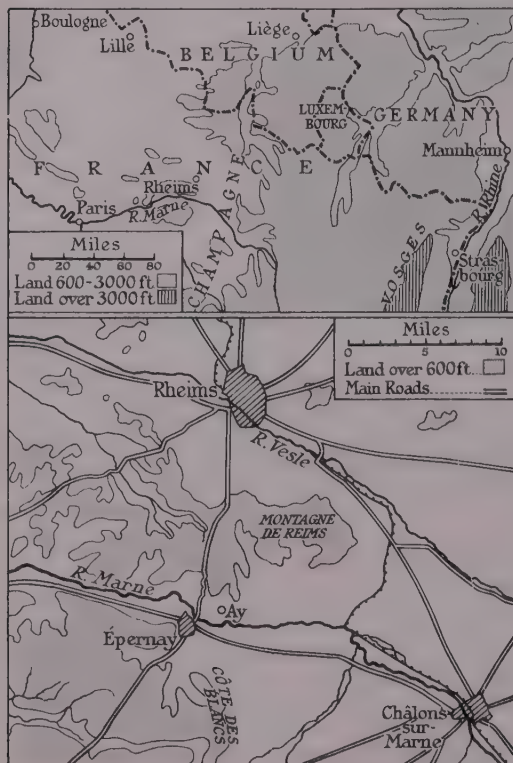 Boulogne
Lille
Liège
BELGIUM
LUXEM-
BOURG
GERMANY
Mannheim
FRANCE
Rheims
R. Marne
Paris
CHAMPAGNE
R. Rhine
VOSGES
Stras-
bourg
Miles
0 20 40 60 80
Land 600-3000 ft
Land over 3000 ft
Miles
0 5 10
Land over 600 ft
Main Roads
Rheims
R. Vesle
MONTAGNE
DE REIMS
R. Marne
Ay
Épernay
CÔTE DES
BLANCS
Châlons
sur-
Marne